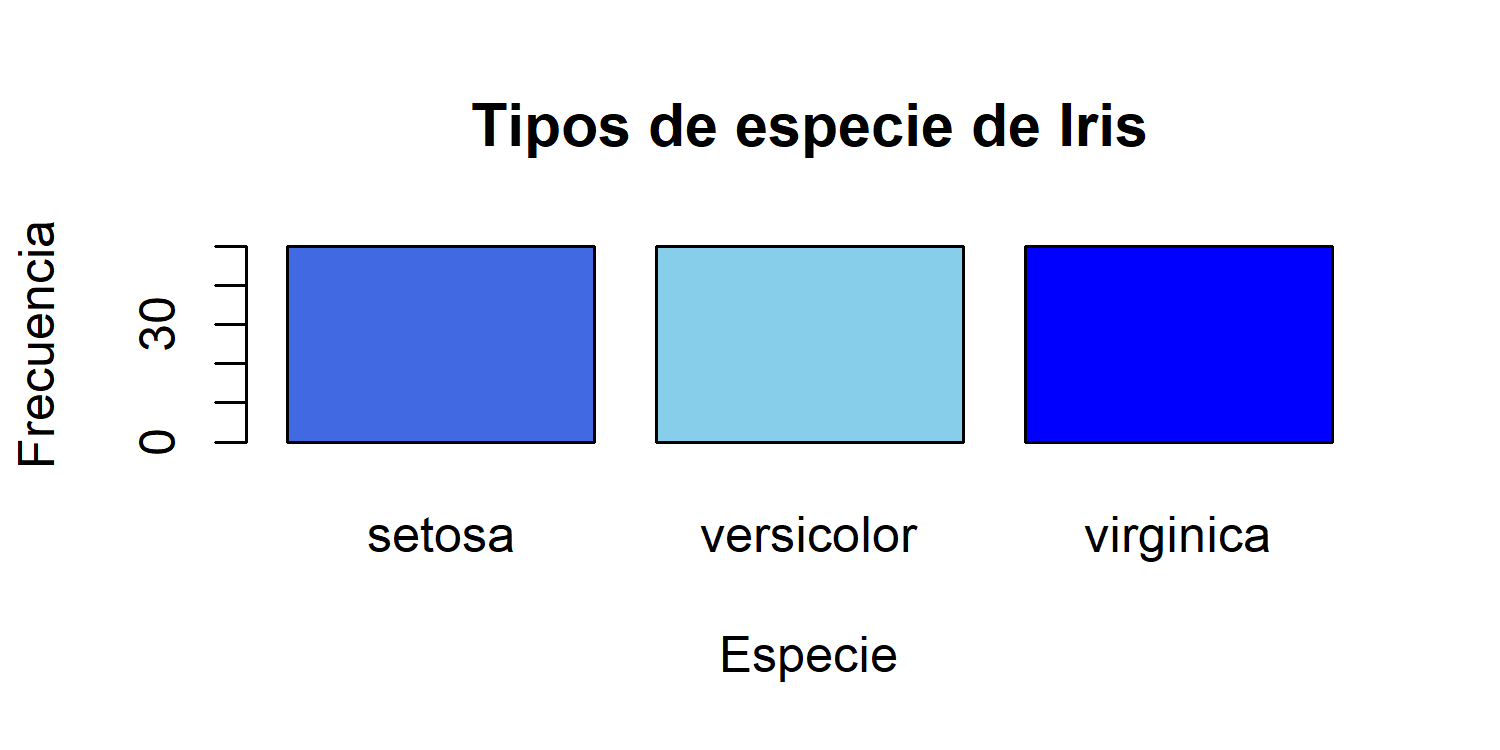 Tipos de especie de Iris
Frecuencia
30
0
setosa versicolor virginica
Especie